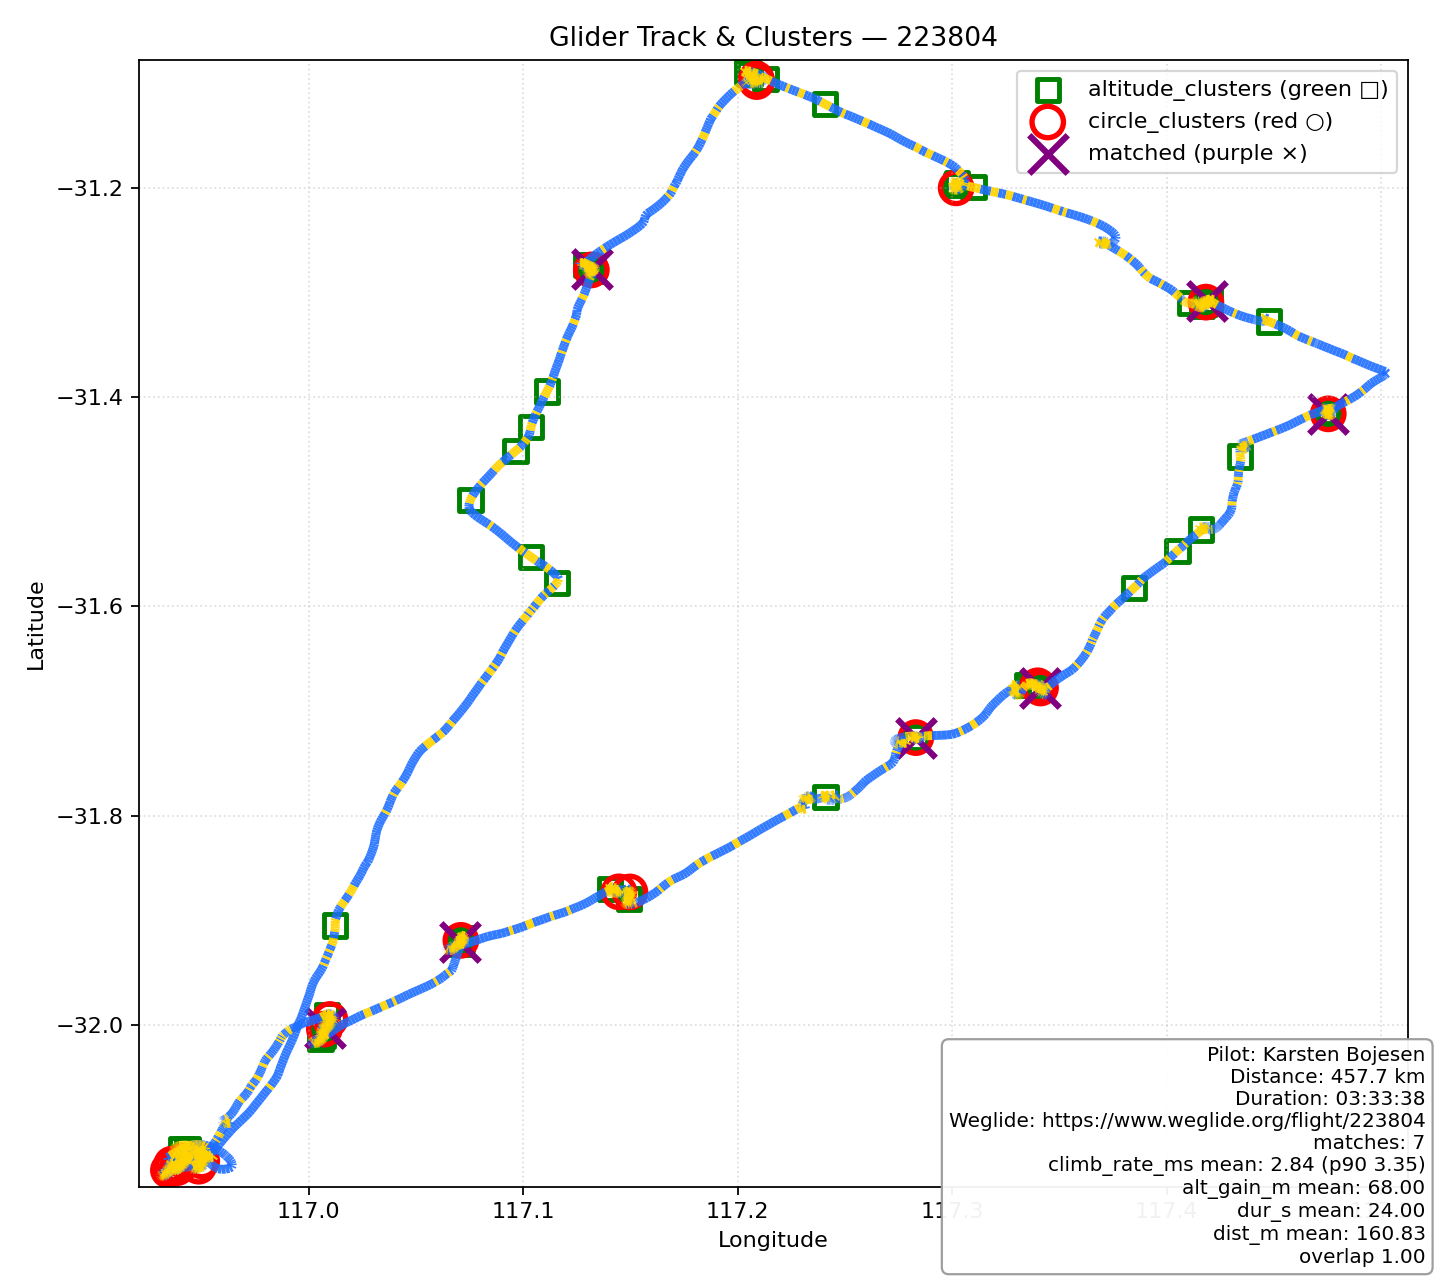 Glider Track & Clusters — 223804
altitude_clusters (green □)
circle_clusters (red ○)
matched (purple ×)
−31.2
−31.4
−31.6
−31.8
−32.0
Latitude
117.0
117.1
117.2
117.3
117.4
Longitude
Pilot: Karsten Bojesen
Distance: 457.7 km
Duration: 03:33:38
Weglide: https://www.weglide.org/flight/223804
matches: 7
climb_rate_ms mean: 2.84 (p90 3.35)
alt_gain_m mean: 68.00
dur_s mean: 24.00
dist_m mean: 160.83
overlap 1.00